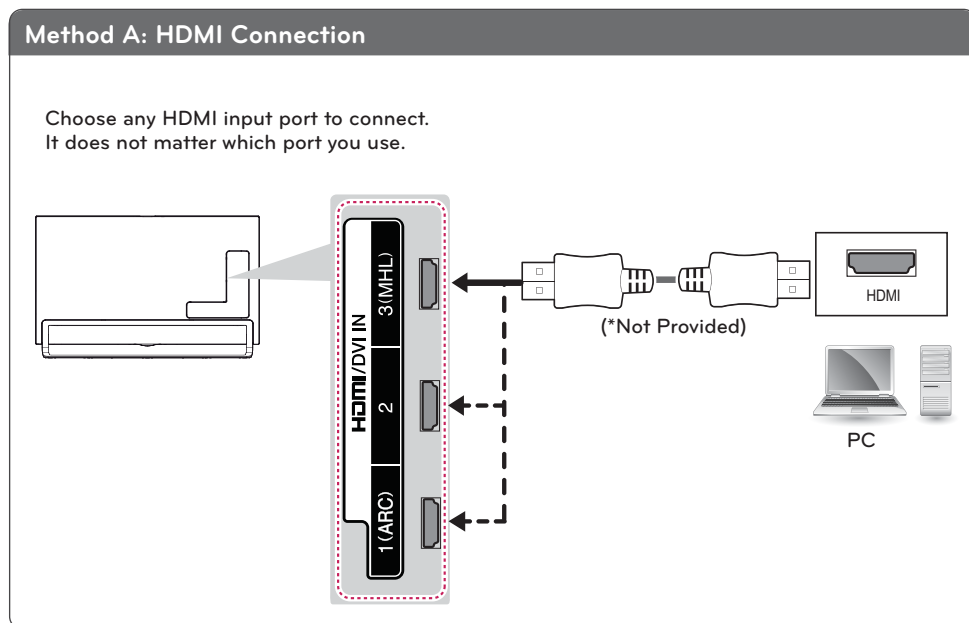 Method A: HDMI Connection
Choose any HDMI input port to connect.
It does not matter which port you use.
HDMI/DVI IN
3(MHL)
2
1(ARC)
(*Not Provided)
HDMI
PC